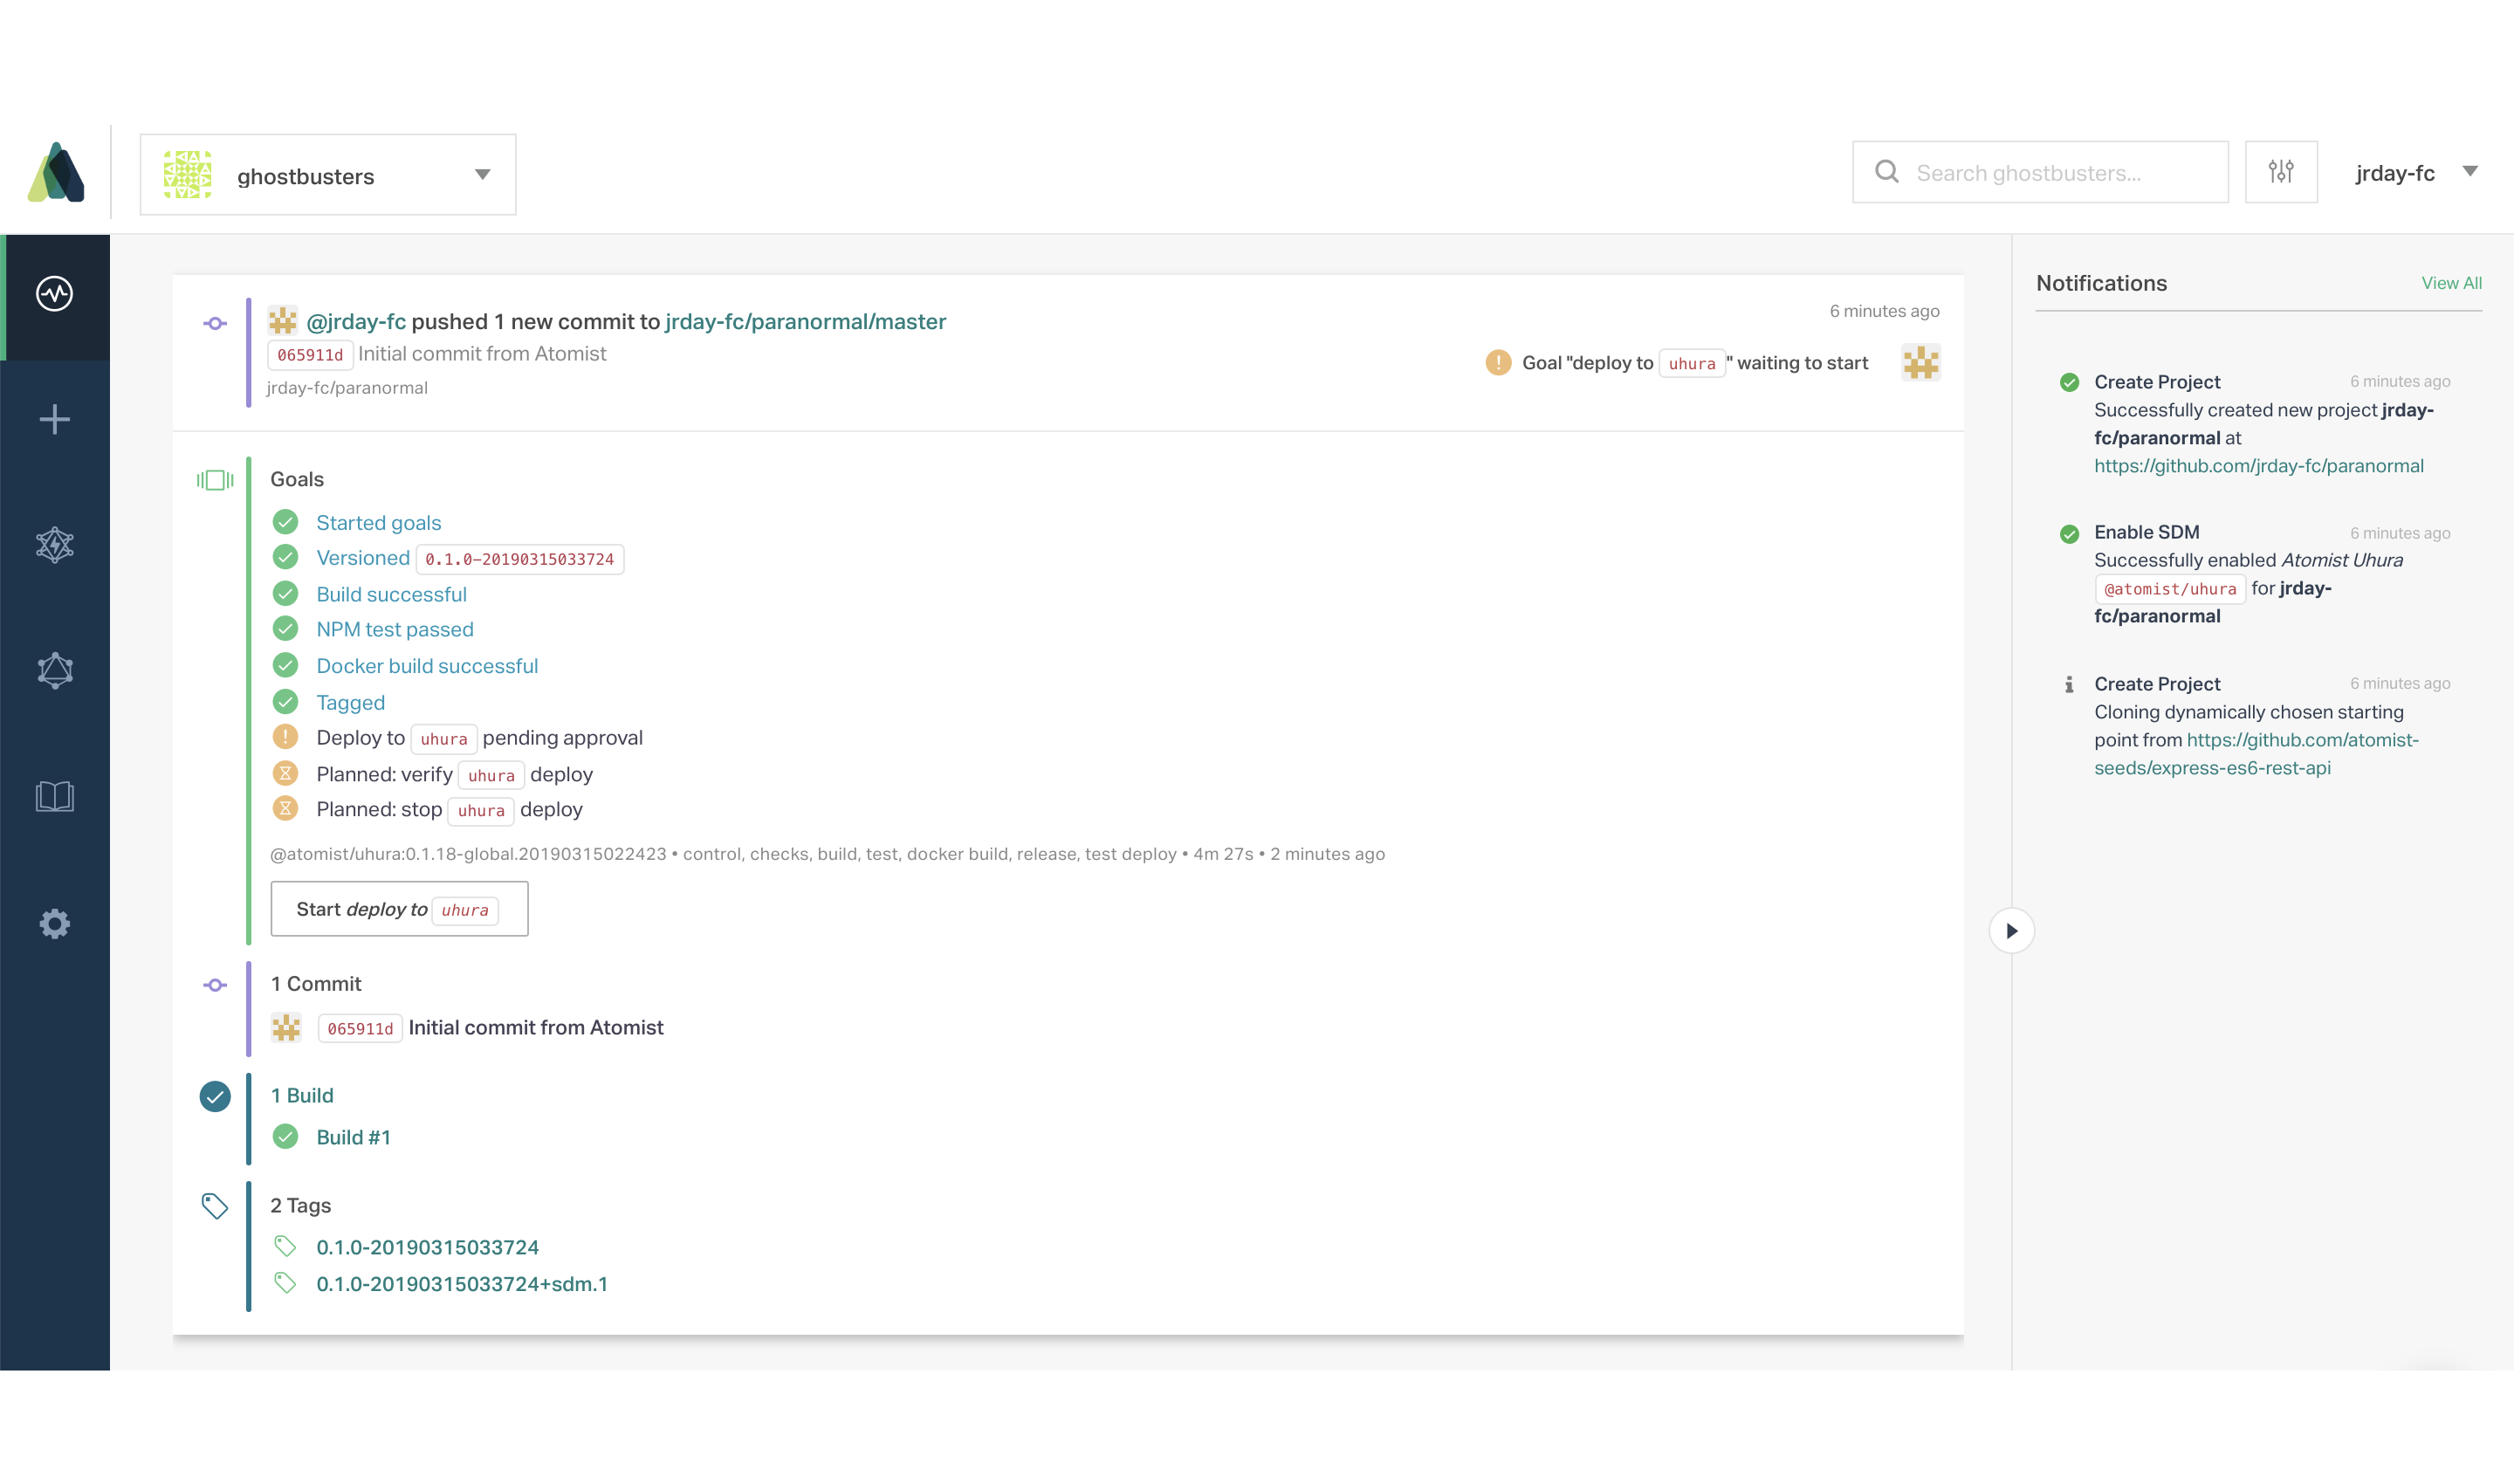 ghostbusters
Search ghostbusters...
jrday-fc
@jrday-fc pushed 1 new commit to jrday-fc/paranormal/master
6 minutes ago
065911d Initial commit from Atomist
Goal "deploy to uhura" waiting to start
jrday-fc/paranormal
Goals
Started goals
Versioned 0.1.0-20190315033724
Build successful
NPM test passed
Docker build successful
Tagged
Deploy to uhura pending approval
Planned: verify uhura deploy
Planned: stop uhura deploy
@atomist/uhura:0.1.18-global.20190315022423 • control, checks, build, test, docker build, release, test deploy • 4m 27s • 2 minutes ago
Start deploy to uhura
1 Commit
065911d Initial commit from Atomist
1 Build
Build #1
2 Tags
0.1.0-20190315033724
0.1.0-20190315033724+sdm.1
Notifications
View All
Create Project 6 minutes ago
Successfully created new project jrday-
fc/paranormal at
https://github.com/jrday-fc/paranormal
Enable SDM 6 minutes ago
Successfully enabled Atomist Uhura
@atomist/uhura for jrday-
fc/paranormal
Create Project 6 minutes ago
Cloning dynamically chosen starting
point from https://github.com/atomist-
seeds/express-es6-rest-api